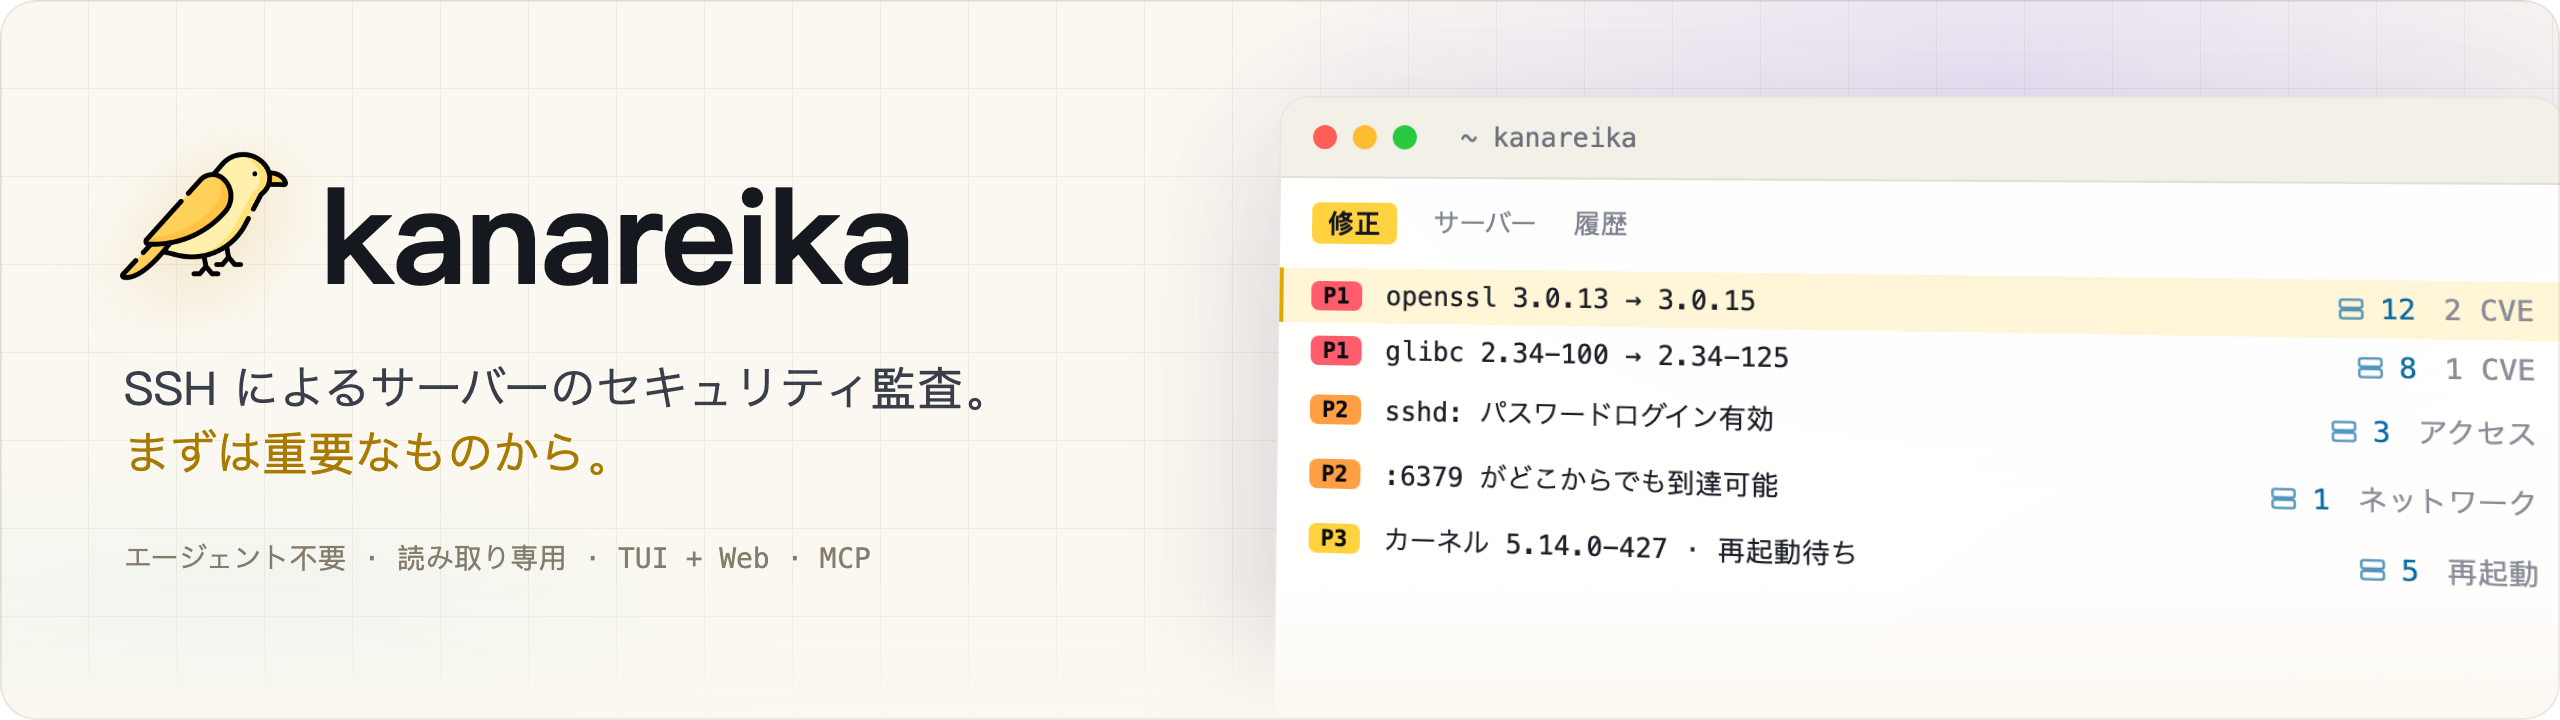 kanareika
SSH によるサーバーのセキュリティ監査。
まずは重要なものから。
エージェント不要 · 読み取り専用 · TUI + Web · MCP
~ kanareika
修正 サーバー 履歴
P1 openssl 3.0.13 → 3.0.15 12 2 CVE
P1 glibc 2.34-100 → 2.34-125 8 1 CVE
P2 sshd: パスワードログイン有効 3 アクセス
P2 :6379 がどこからでも到達可能 1 ネットワーク
P3 カーネル 5.14.0-427 · 再起動待ち 5 再起動